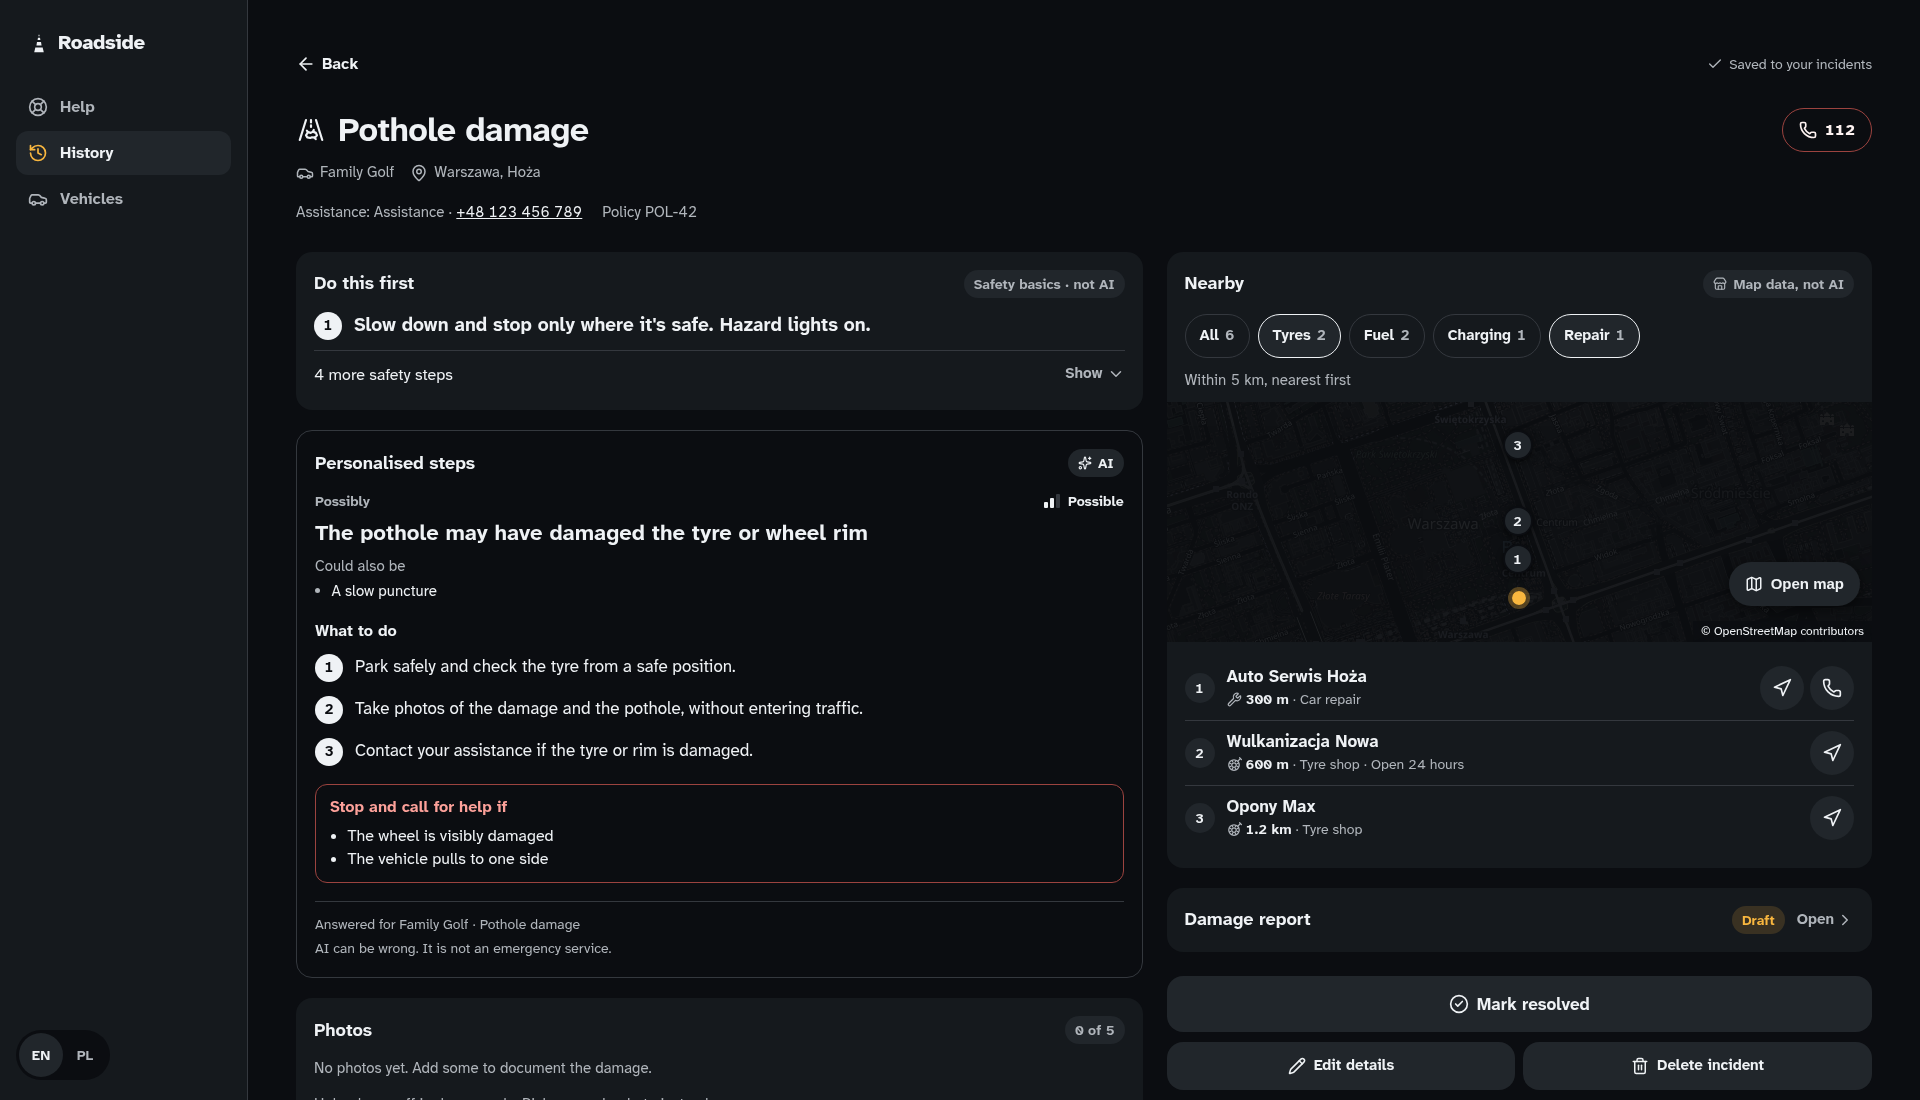 Roadside
Help
History
Vehicles
EN PL
Back
Saved to your incidents
Pothole damage
112
Family Golf Warszawa, Hoża
Assistance: Assistance · +48 123 456 789 Policy POL-42
Do this first
Safety basics · not AI
1 Slow down and stop only where it's safe. Hazard lights on.
4 more safety steps
Show
Personalised steps
AI
Possibly
Possible
The pothole may have damaged the tyre or wheel rim
Could also be
• A slow puncture
What to do
1 Park safely and check the tyre from a safe position.
2 Take photos of the damage and the pothole, without entering traffic.
3 Contact your assistance if the tyre or rim is damaged.
Stop and call for help if
• The wheel is visibly damaged
• The vehicle pulls to one side
Answered for Family Golf · Pothole damage
AI can be wrong. It is not an emergency service.
Photos
0 of 5
No photos yet. Add some to document the damage.
Nearby
Map data, not AI
All 6 Tyres 2 Fuel 2 Charging 1 Repair 1
Within 5 km, nearest first
Świętokrzyska
3
Rondo
ONZ
Śródmieście
Warszawa
2
1
Centrum
Złote Tarasy
Warszawa
Open map
© OpenStreetMap contributors
1 Auto Serwis Hoża
300 m · Car repair
2 Wulkanizacja Nowa
600 m · Tyre shop · Open 24 hours
3 Opony Max
1.2 km · Tyre shop
Damage report
Draft
Open
Mark resolved
Edit details
Delete incident